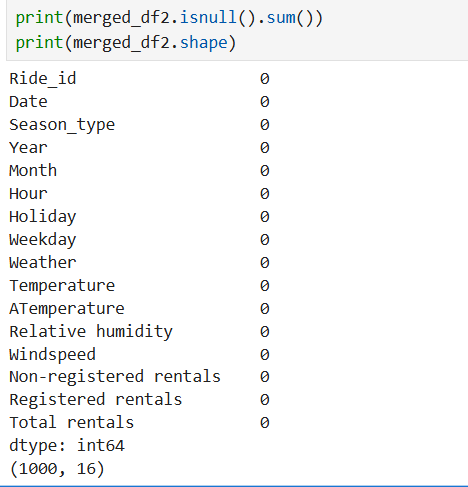 print(merged_df2.isnull().sum())
print(merged_df2.shape)
Ride_id 0
Date 0
Season_type 0
Year 0
Month 0
Hour 0
Holiday 0
Weekday 0
Weather 0
Temperature 0
ATemperature 0
Relative humidity 0
Windspeed 0
Non-registered rentals 0
Registered rentals 0
Total rentals 0
dtype: int64
(1000, 16)